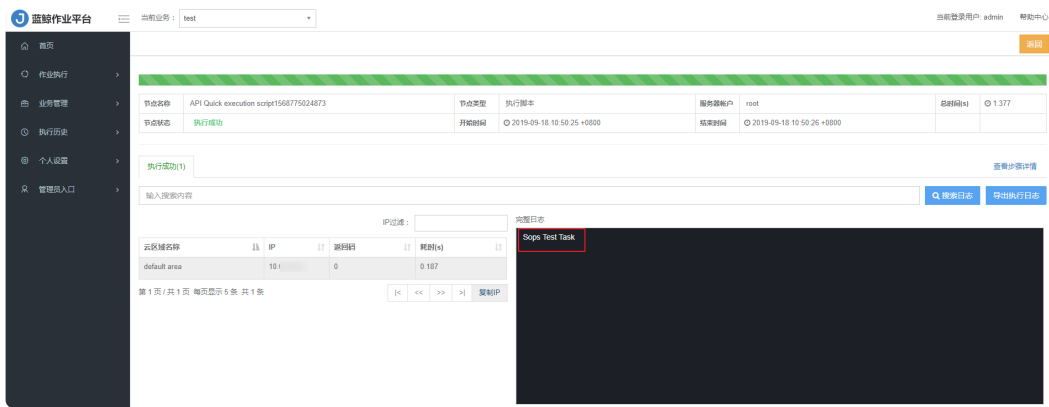 蓝鲸作业平台
当前业务： test
当前登录用户: admin 帮助中心
首页
返回
作业执行
业务管理
执行历史
个人设置
管理员入口
节点名称 API Quick execution script1568775024873 节点类型 执行脚本 服务器帐户 root 总时间(s) 1.377
节点状态 执行成功 开始时间 2019-09-18 10:50:25 +0800 结束时间 2019-09-18 10:50:26 +0800
执行成功(1) 查看步骤详情
输入搜索内容 搜索日志 导出执行日志
IP过滤： 完整日志
Sops Test Task
云区域名称 IP 返回码 耗时(s)
default area 10. 0 0.187
第 1 页 / 共 1 页 每页显示 5 条 共 1 条 |< << >> >| 复制IP